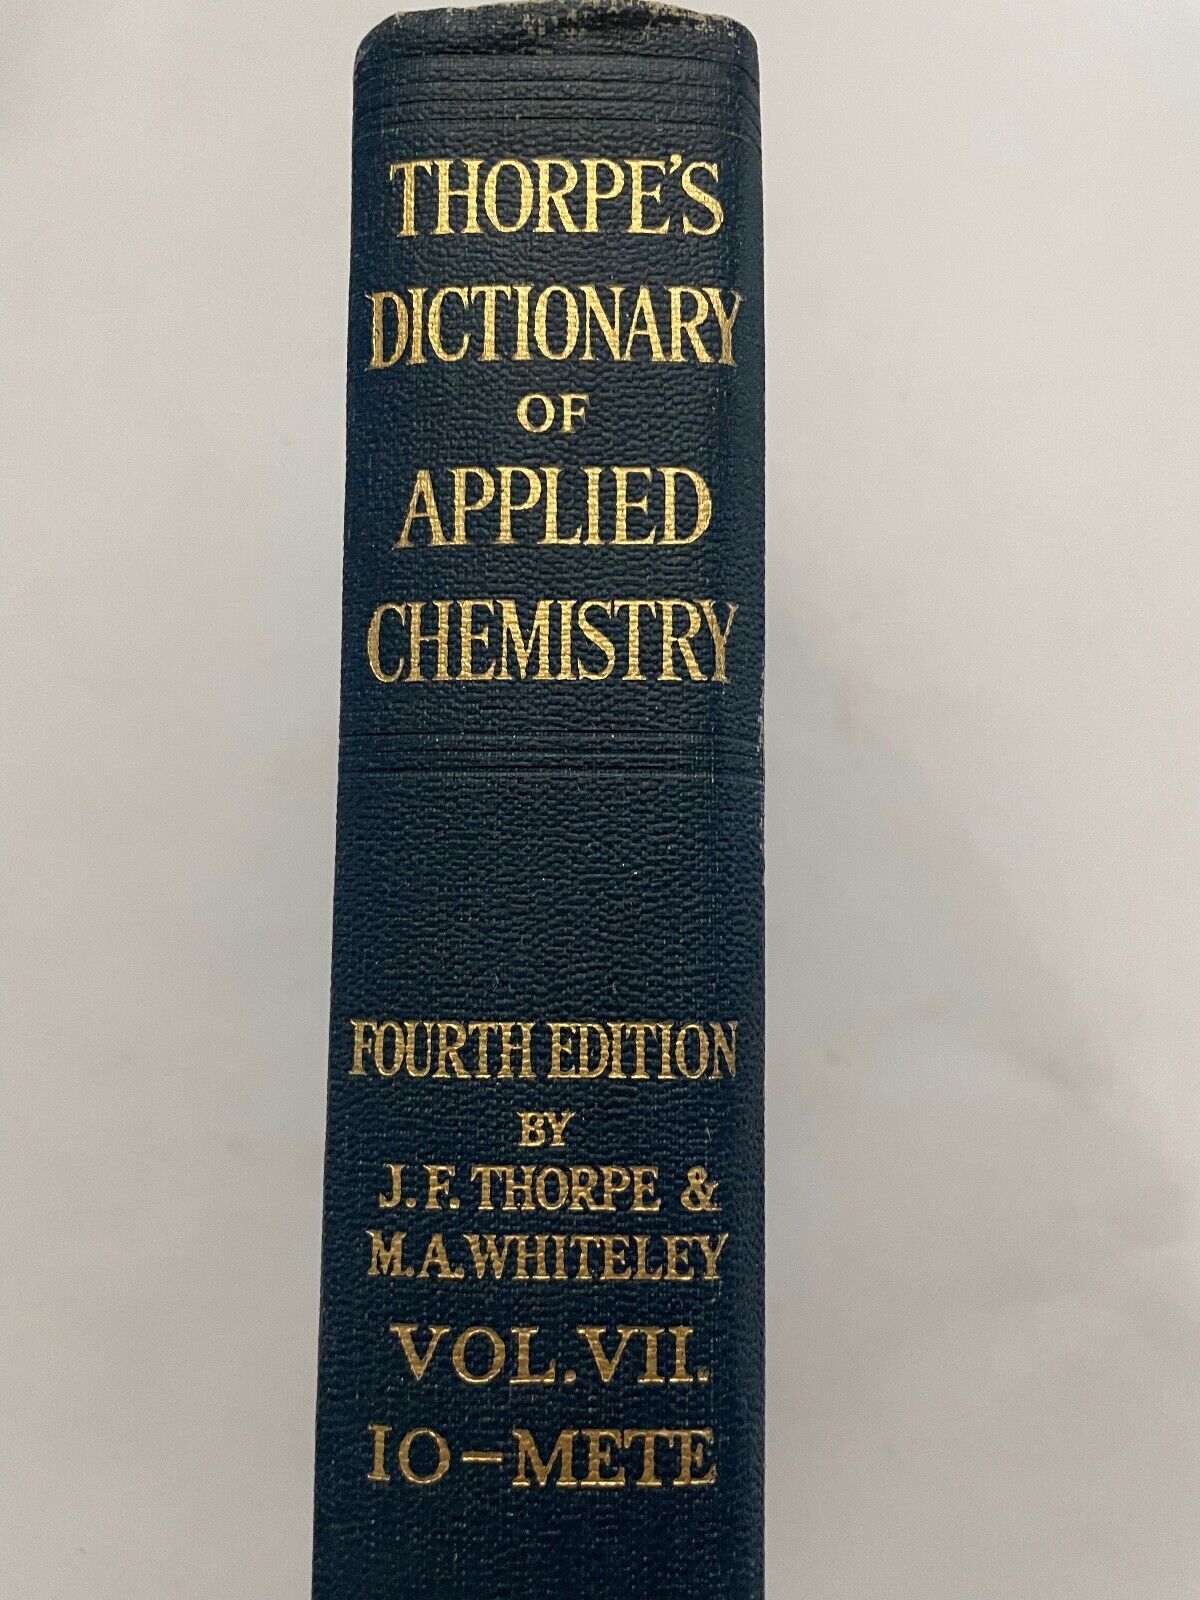 THORPE'S
DICTIONARY
OF
APPLIED
CHEMISTRY
FOURTH EDITION
BY
J.F. THORPE &
M.A. WHITELEY
VOL. VII.
IO-METE